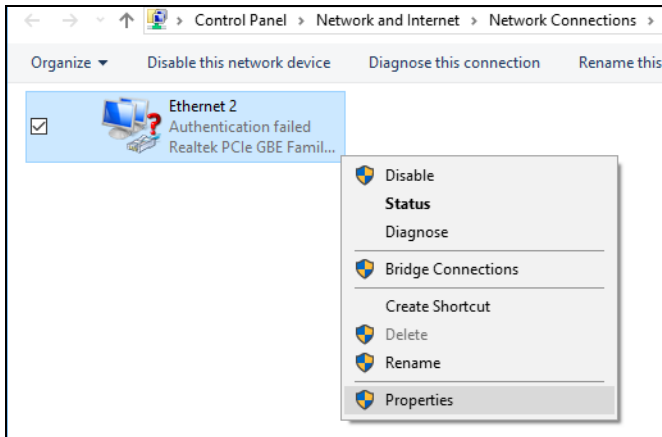 Control Panel > Network and Internet > Network Connections >
Organize Disable this network device Diagnose this connection Rename this
Ethernet 2
Authentication failed
Realtek PCIe GBE Famil...
Disable
Status
Diagnose
Bridge Connections
Create Shortcut
Delete
Rename
Properties